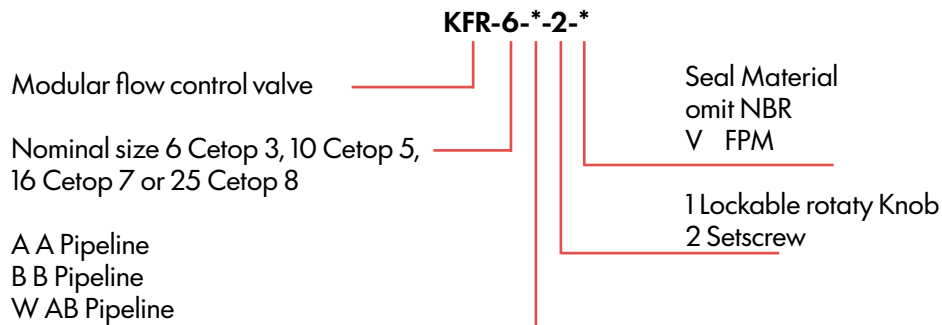 KFR-6-*-2-*
Modular flow control valve
Nominal size 6 Cetop 3, 10 Cetop 5,
16 Cetop 7 or 25 Cetop 8
A A Pipeline
B B Pipeline
W AB Pipeline
Seal Material
omit NBR
V FPM
1 Lockable rotaty Knob
2 Setscrew